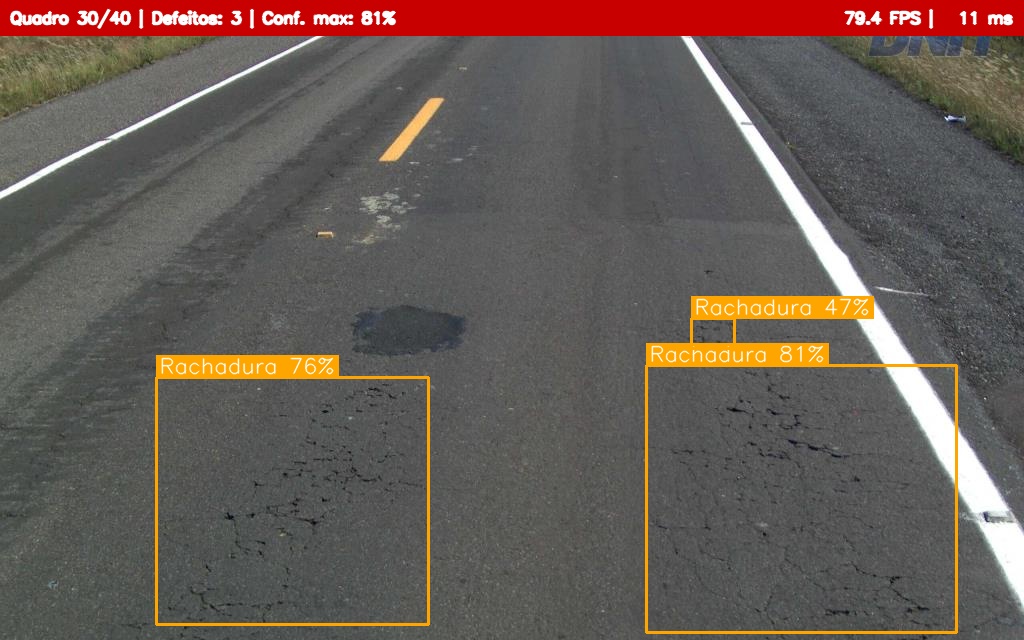 Quadro 30/40 | Defeitos: 3 | Conf. max: 81%
79.4 FPS | 11 ms
DNIT
Rachadura 47%
Rachadura 81%
Rachadura 76%